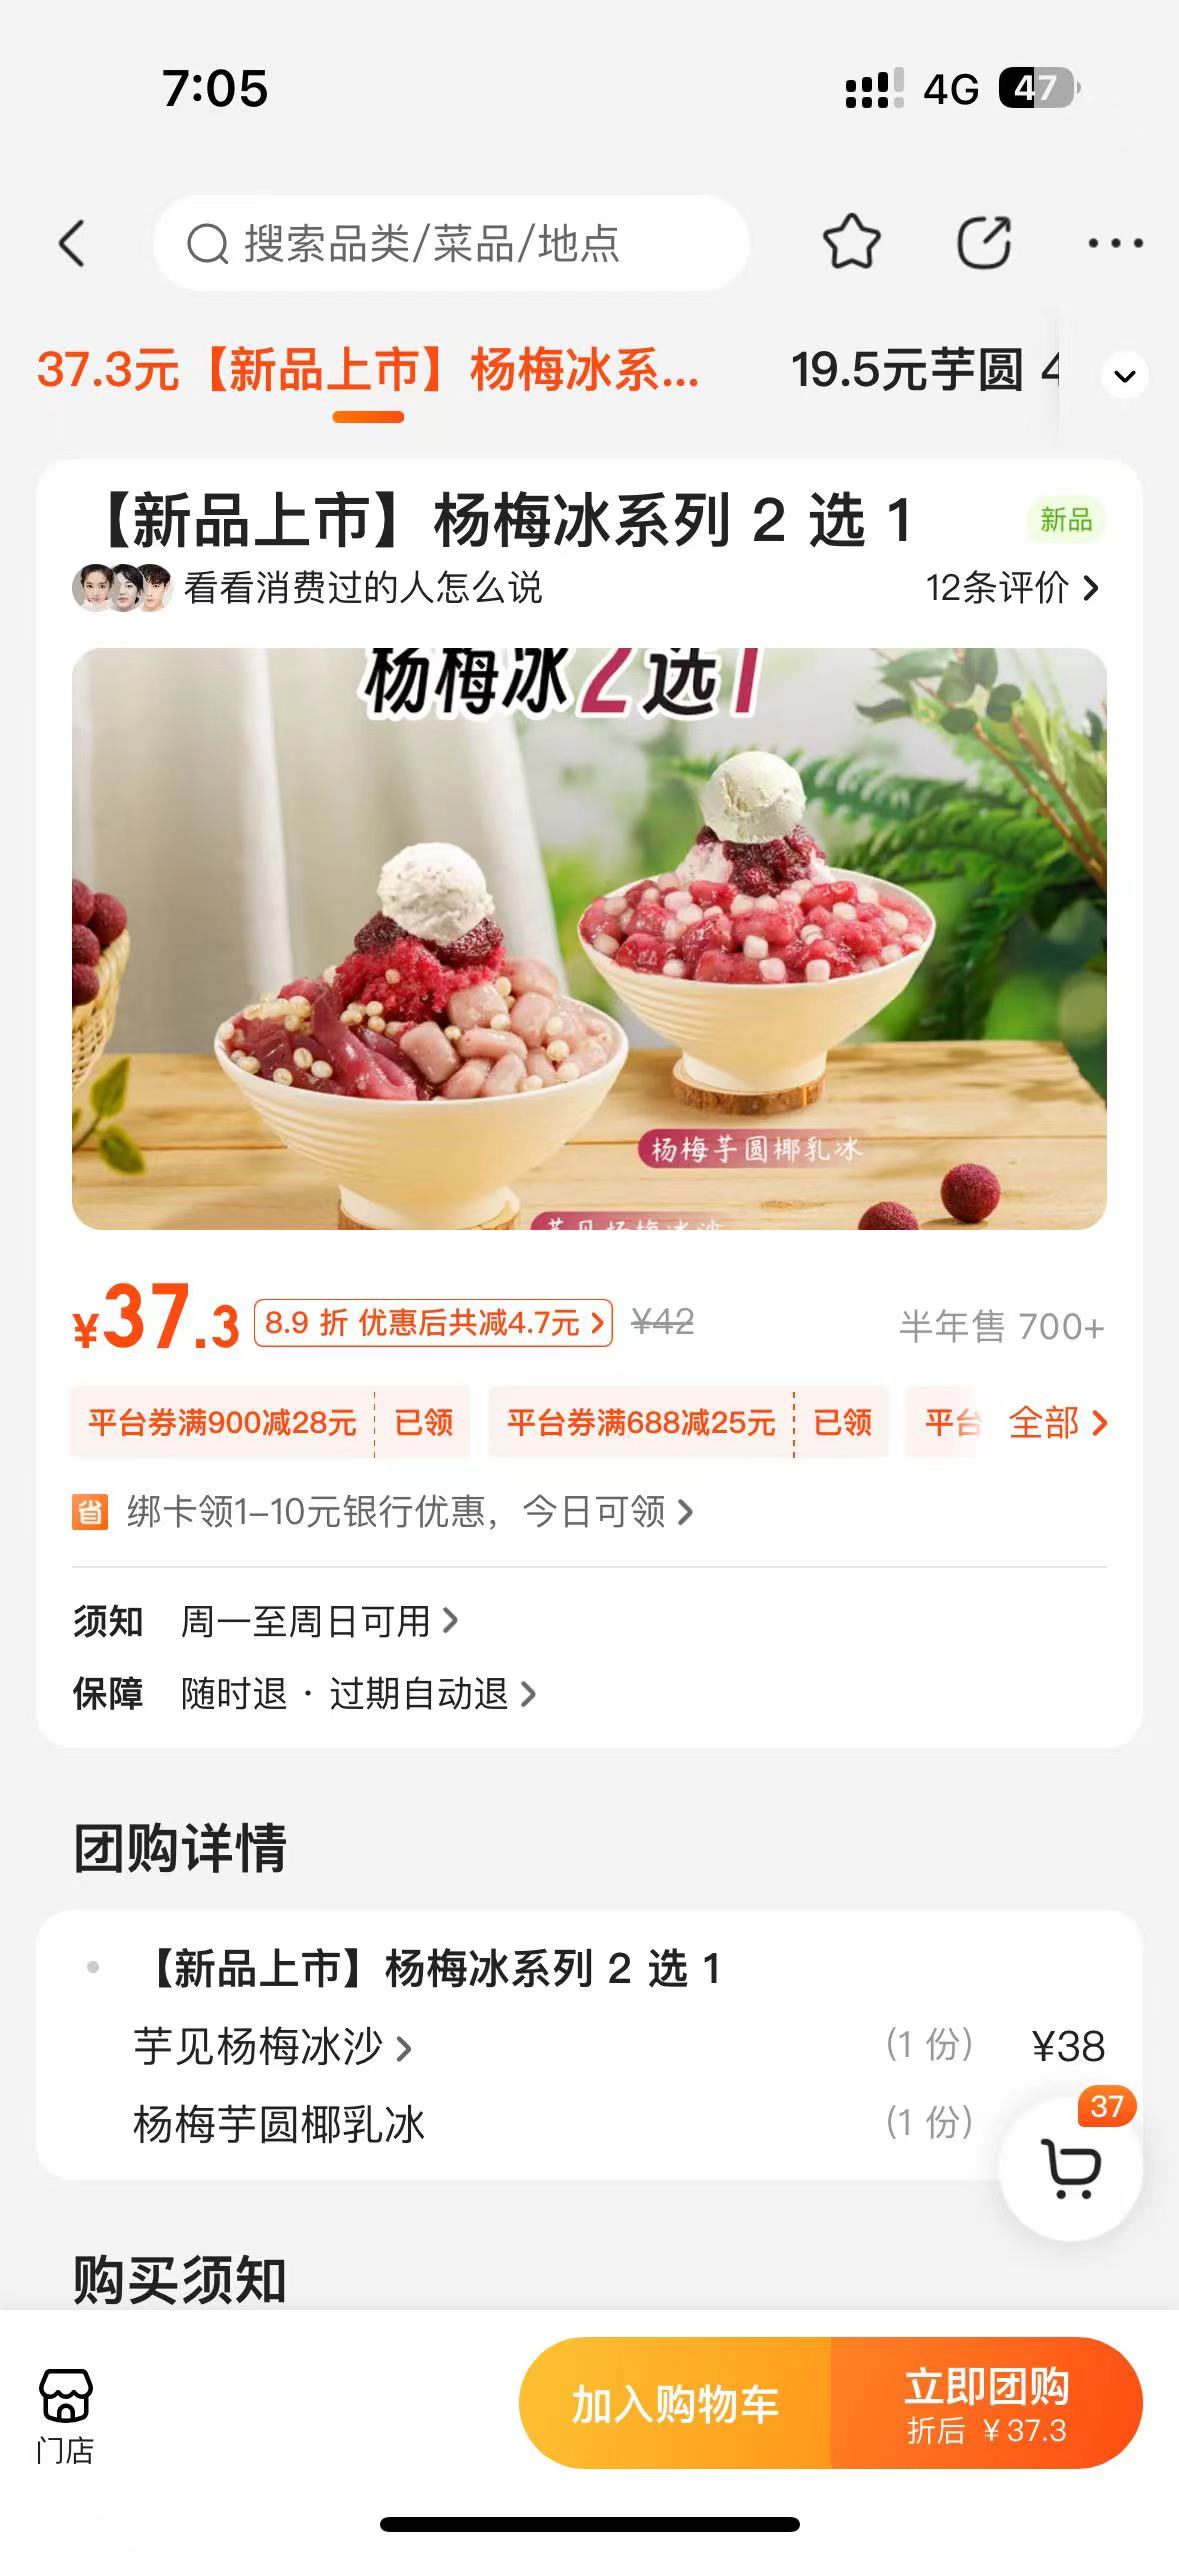 7:05
4G 47
搜索品类/菜品/地点
37.3元【新品上市】杨梅冰系... 19.5元芋圆
【新品上市】杨梅冰系列 2 选 1 新品
看看消费过的人怎么说 12条评价
杨梅冰2选1
杨梅芋圆椰乳冰
芋见杨梅冰沙
¥37.3 8.9 折 优惠后共减4.7元 ¥42 半年售 700+
平台券满900减28元 已领 平台券满688减25元 已领 平台 全部
省 绑卡领1-10元银行优惠，今日可领
须知 周一至周日可用
保障 随时退 · 过期自动退
团购详情
【新品上市】杨梅冰系列 2 选 1
芋见杨梅冰沙 (1 份) ¥38
37
杨梅芋圆椰乳冰 (1 份)
购买须知
门店
加入购物车
立即团购
折后 ¥37.3